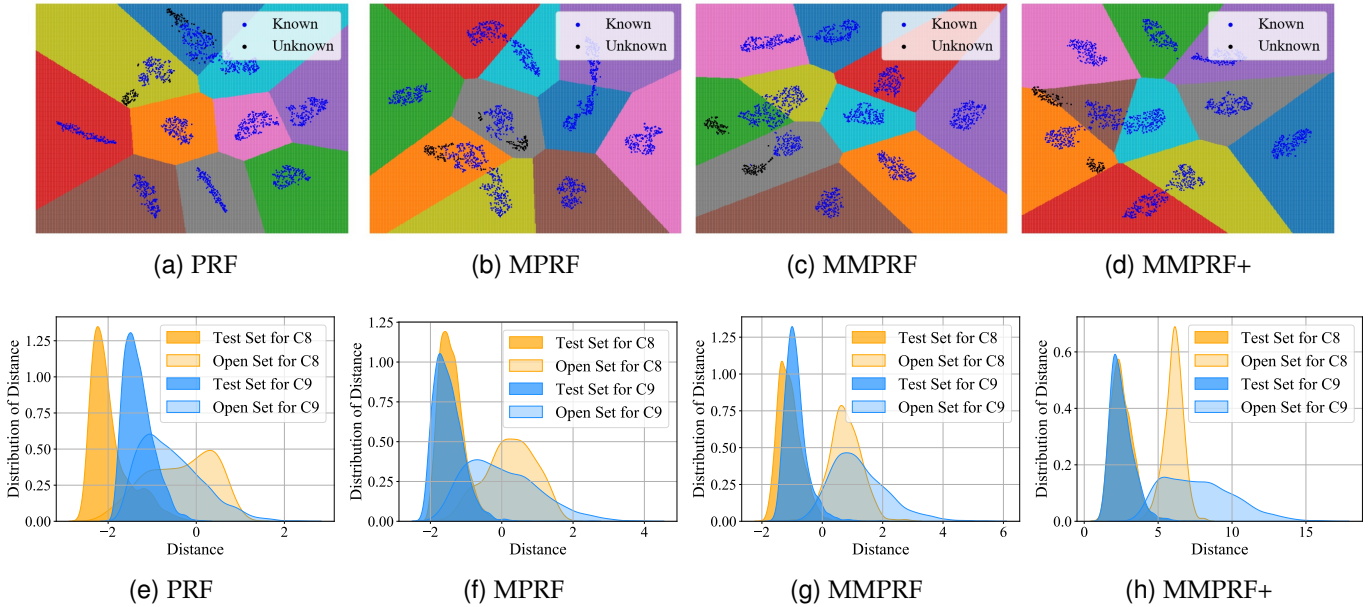 Known
Unknown
Known
Unknown
Known
Unknown
Known
Unknown
(a) PRF
(b) MPRF
(c) MMPRF
(d) MMPRF+
Distribution of Distance
1.25
1.00
0.75
0.50
0.25
0.00
Test Set for C8
Open Set for C8
Test Set for C9
Open Set for C9
−2
0
2
Distance
(e) PRF
Distribution of Distance
1.25
1.00
0.75
0.50
0.25
0.00
Test Set for C8
Open Set for C8
Test Set for C9
Open Set for C9
−2
0
2
4
Distance
(f) MPRF
Distribution of Distance
1.25
1.00
0.75
0.50
0.25
0.00
Test Set for C8
Open Set for C8
Test Set for C9
Open Set for C9
−2
0
2
4
6
Distance
(g) MMPRF
Distribution of Distance
0.6
0.4
0.2
0.0
Test Set for C8
Open Set for C8
Test Set for C9
Open Set for C9
0
5
10
15
Distance
(h) MMPRF+